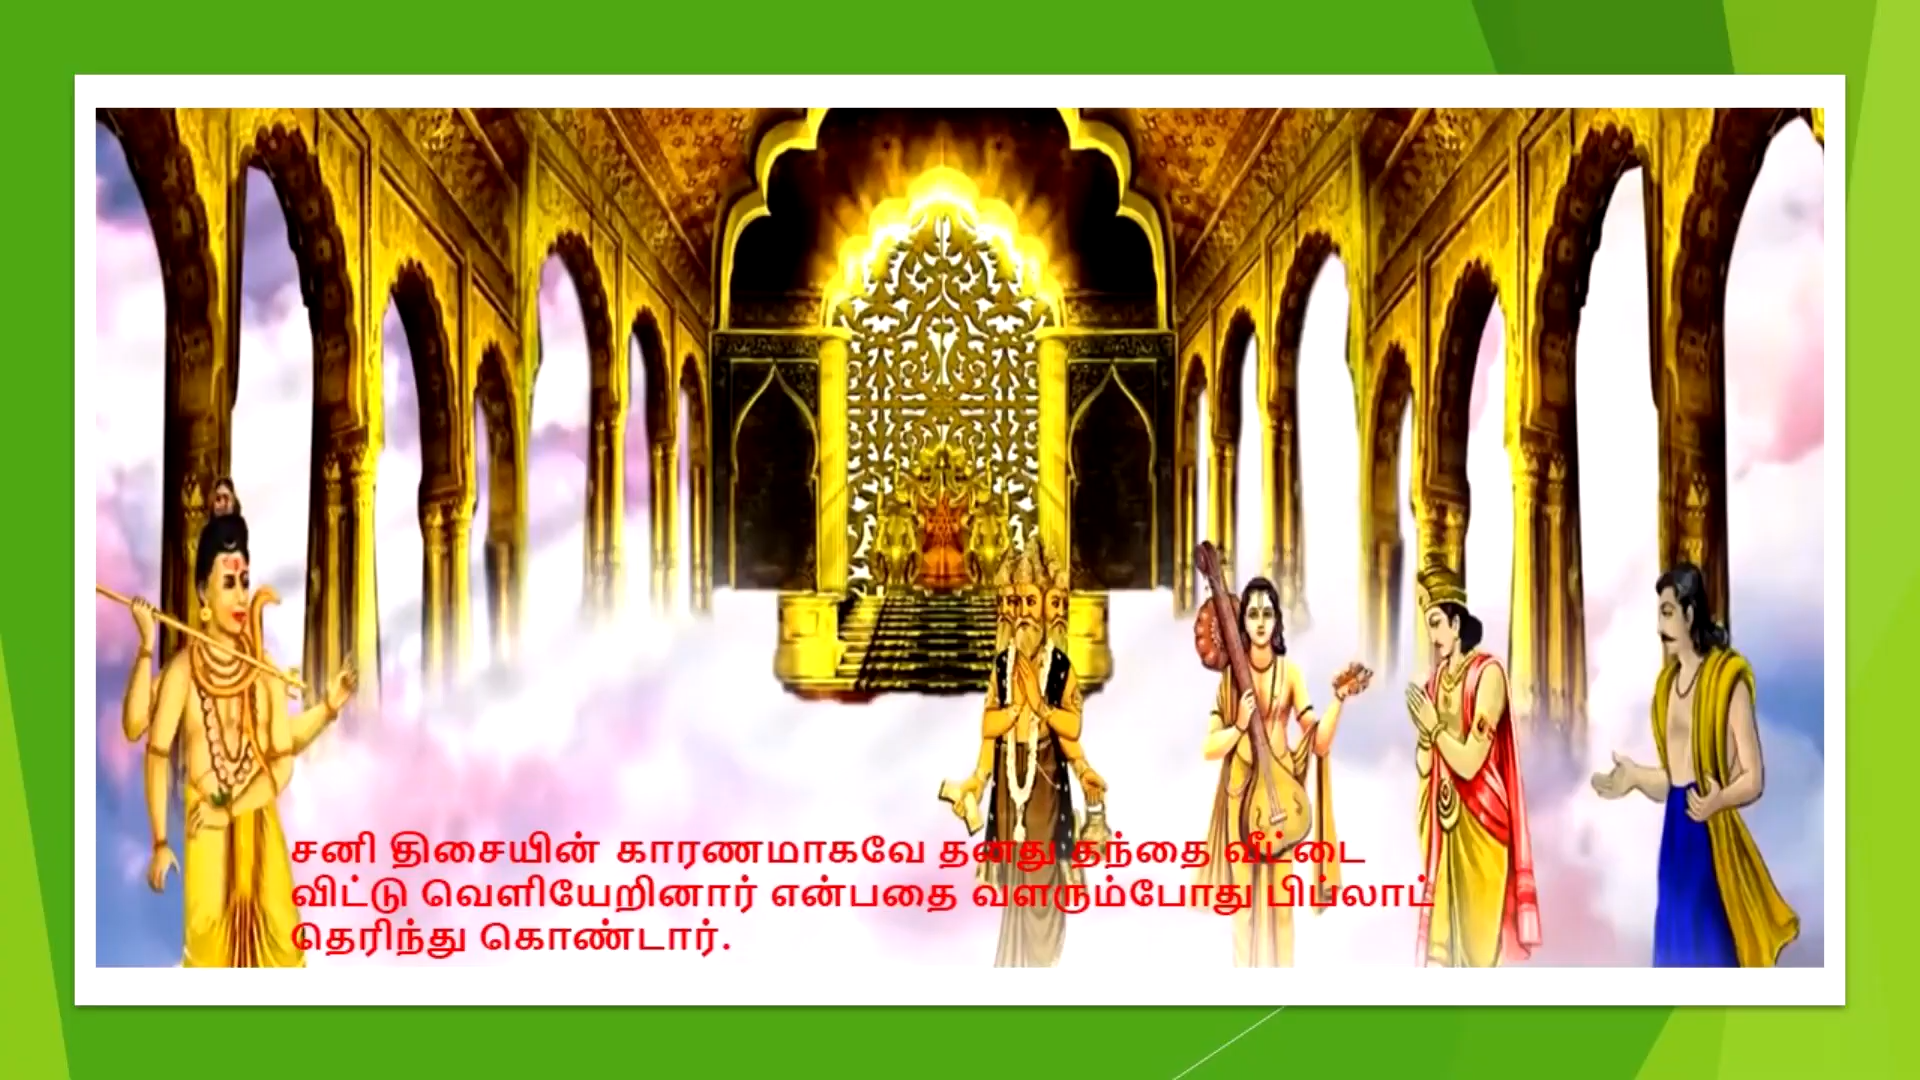 சனி திசையின் காரணமாகவே தனது தந்தை வீட்டை
விட்டு வெளியேறினார் என்பதை வளரும்போது பிப்லாட்
தெரிந்து கொண்டார்.